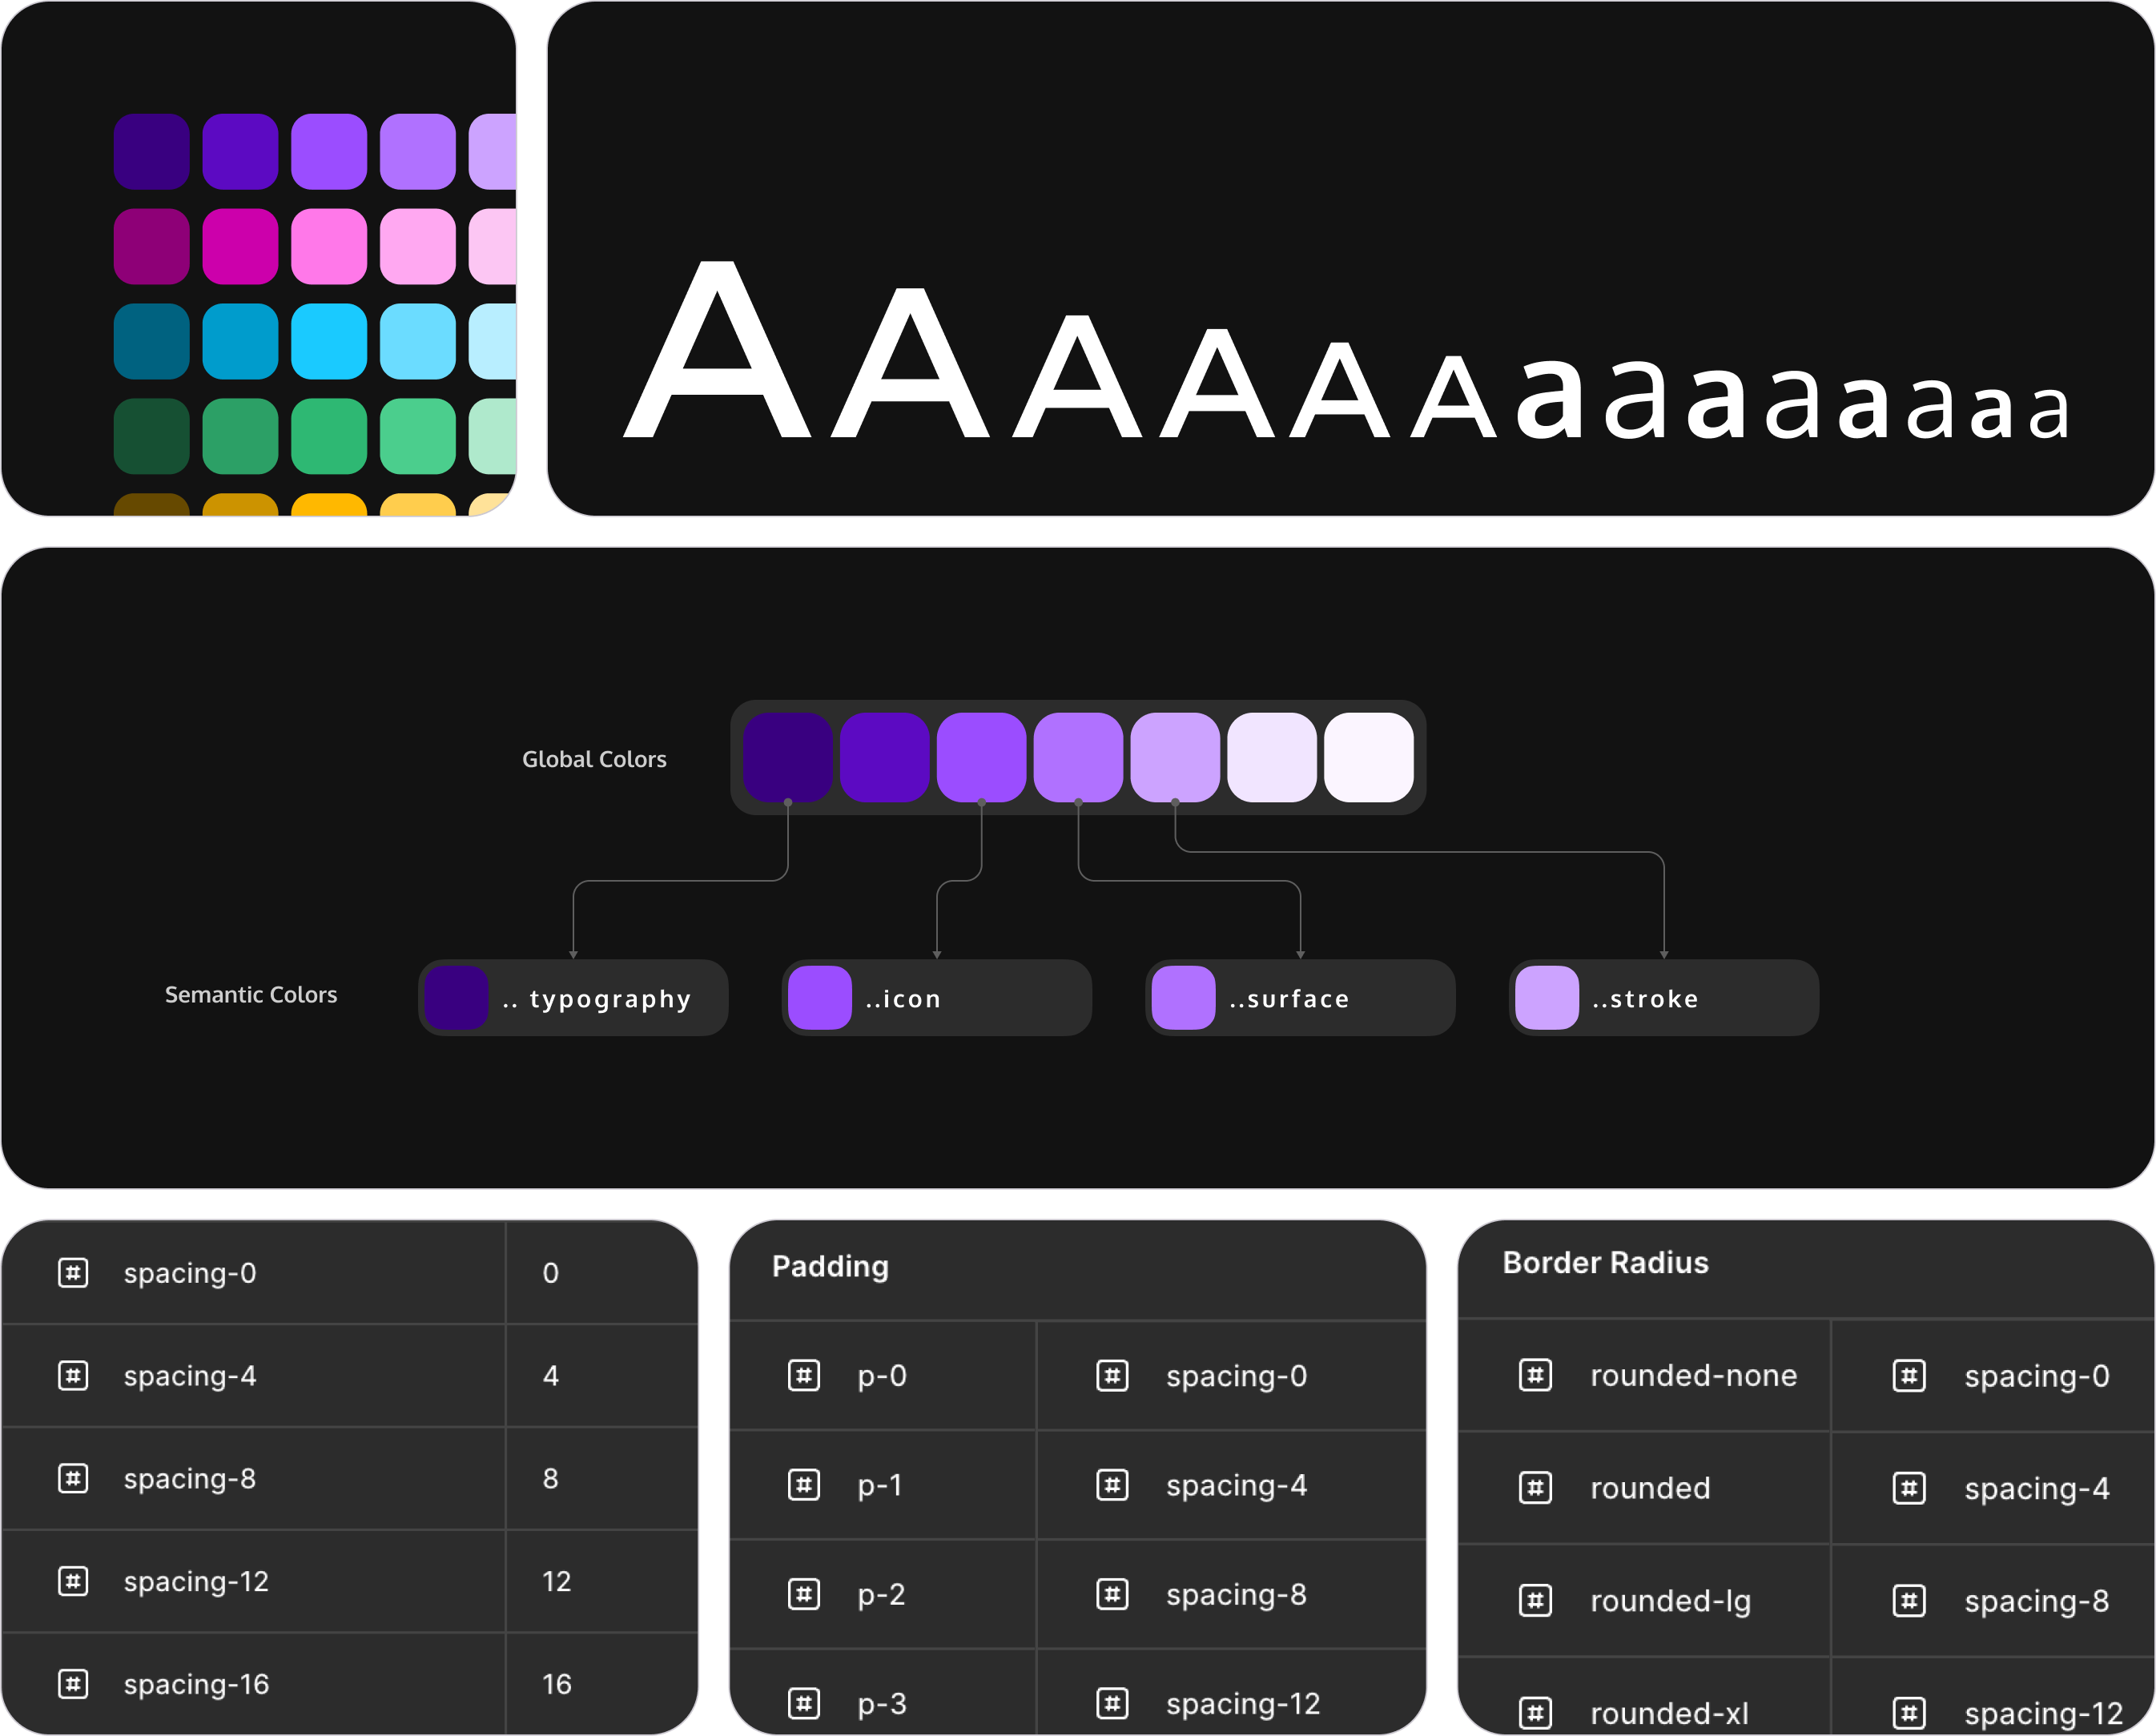 AAAAAAaaaaaaaa
Global Colors
Semantic Colors
.. typography
..icon
..surface
..stroke
spacing-0 0
spacing-4 4
spacing-8 8
spacing-12 12
spacing-16 16
Padding
p-0 spacing-0
p-1 spacing-4
p-2 spacing-8
p-3 spacing-12
Border Radius
rounded-none spacing-0
rounded spacing-4
rounded-lg spacing-8
rounded-xl spacing-12